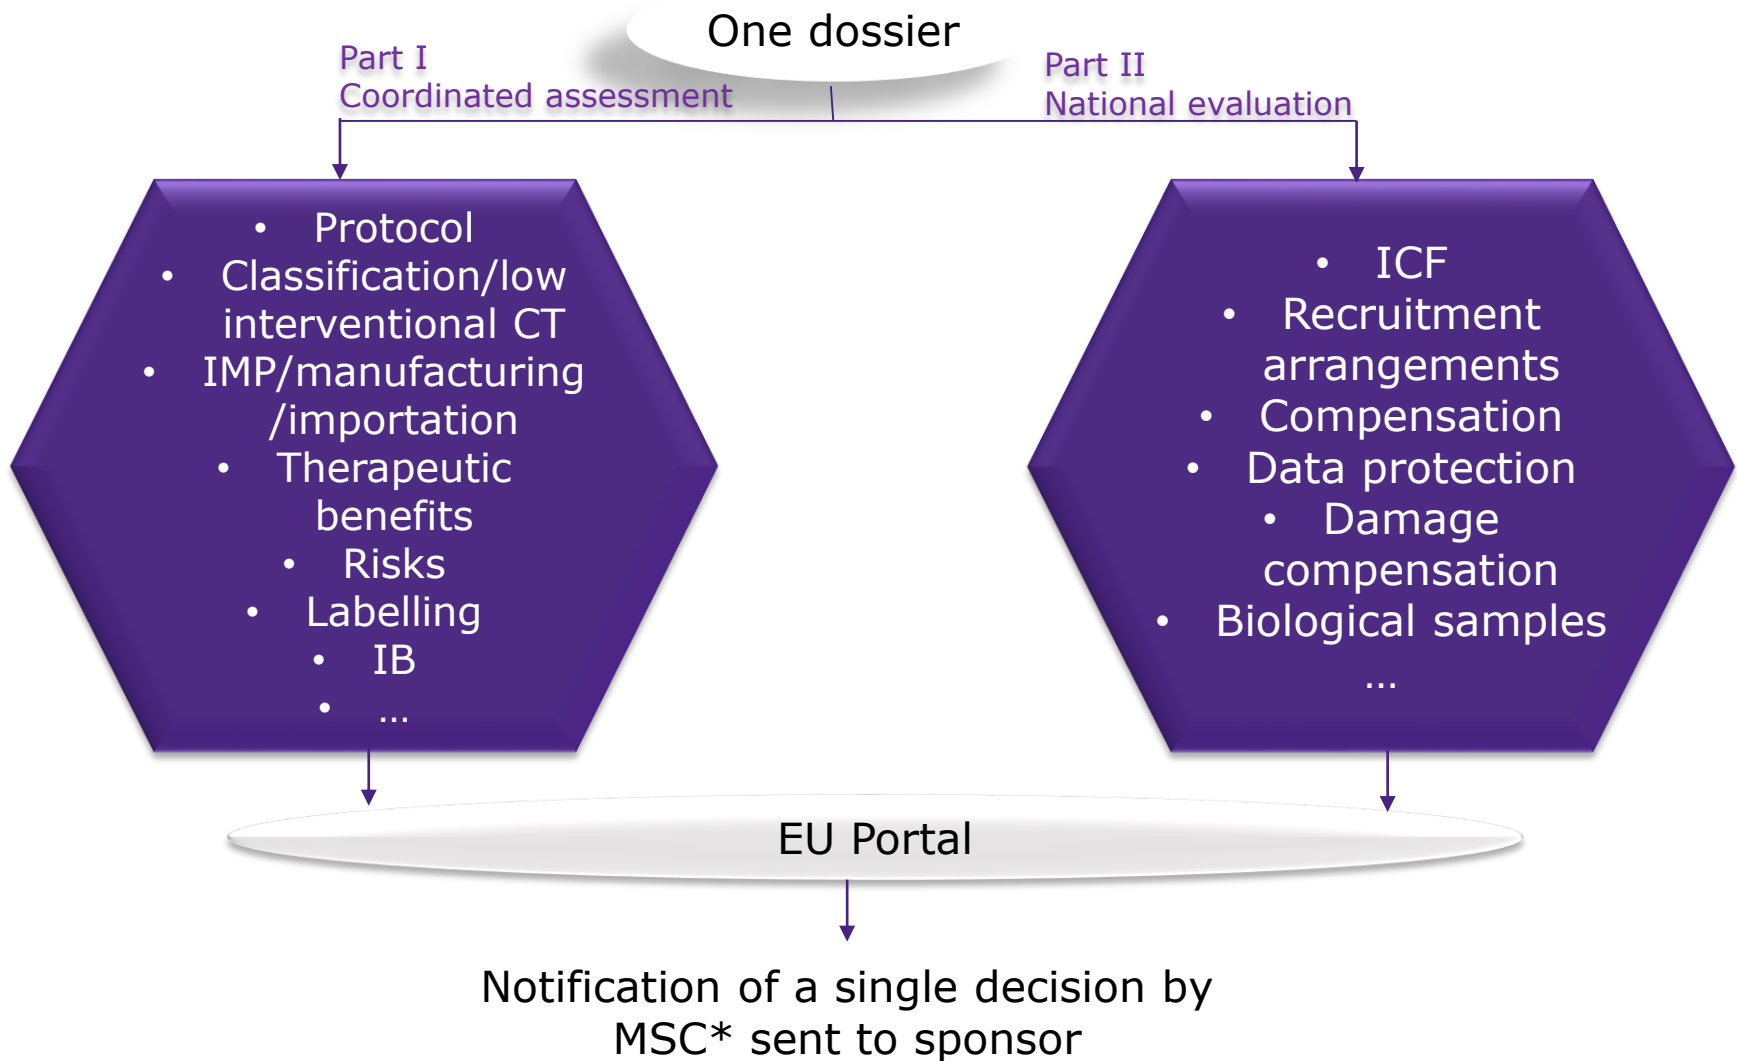 One dossier
Part I
Coordinated assessment
Part II
National evaluation
• Protocol
• Classification/low
interventional CT
• IMP/manufacturing
/importation
• Therapeutic
benefits
• Risks
• Labelling
• IB
• ...
• ICF
• Recruitment
arrangements
• Compensation
• Data protection
• Damage
compensation
• Biological samples
...
EU Portal
Notification of a single decision by
MSC* sent to sponsor